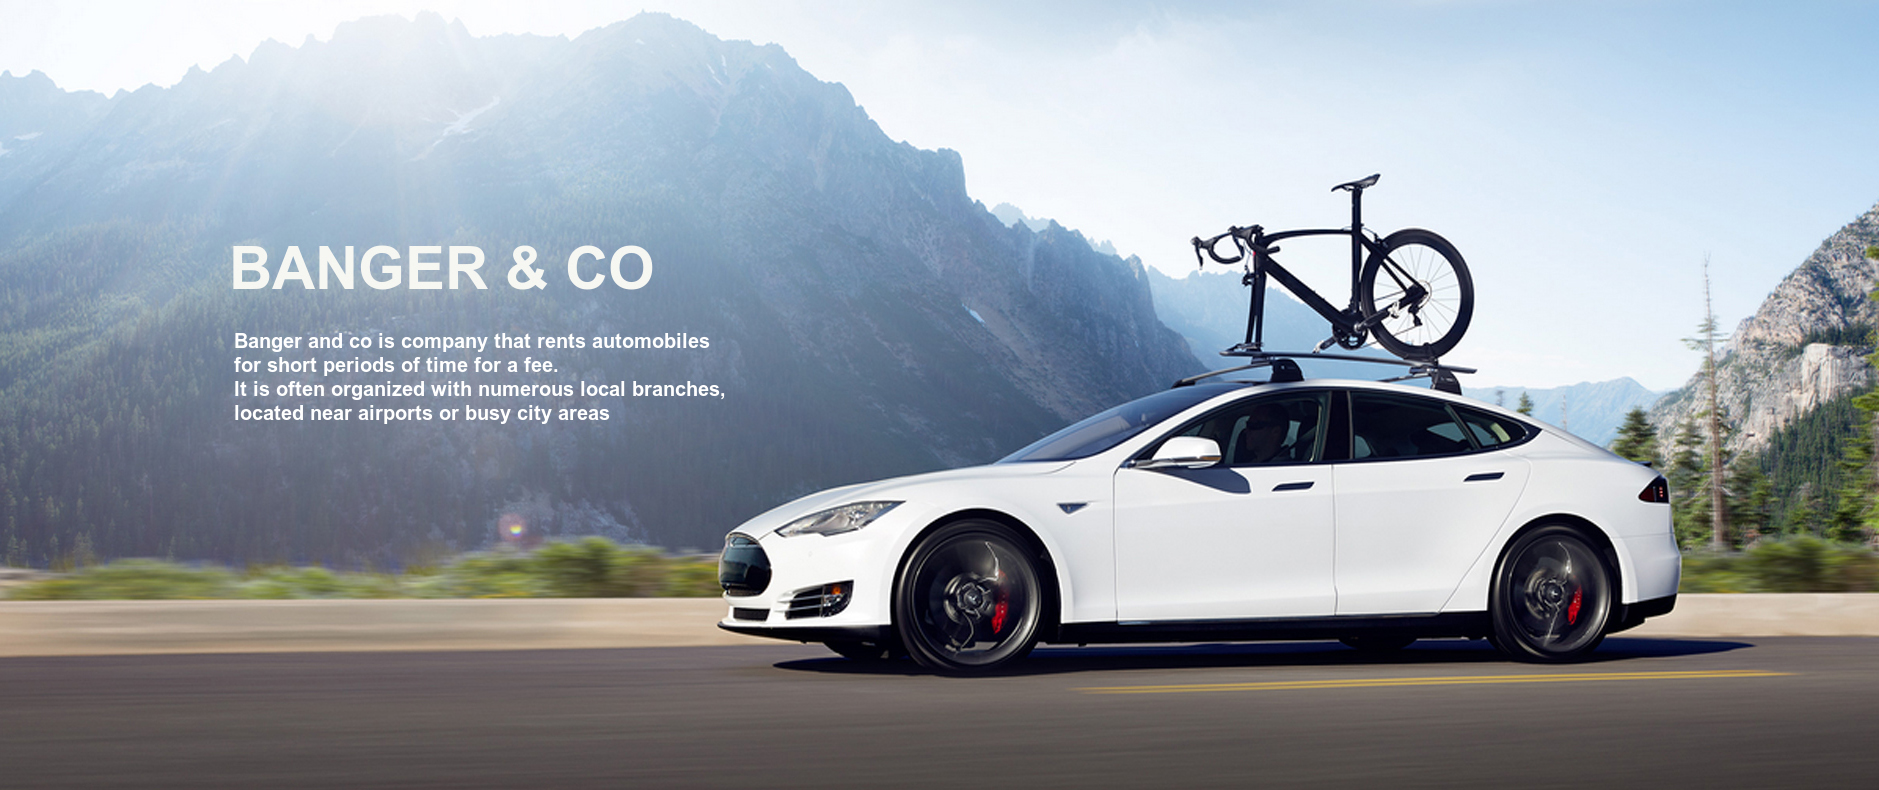 BANGER & CO
Banger and co is company that rents automobiles
for short periods of time for a fee.
It is often organized with numerous local branches,
located near airports or busy city areas